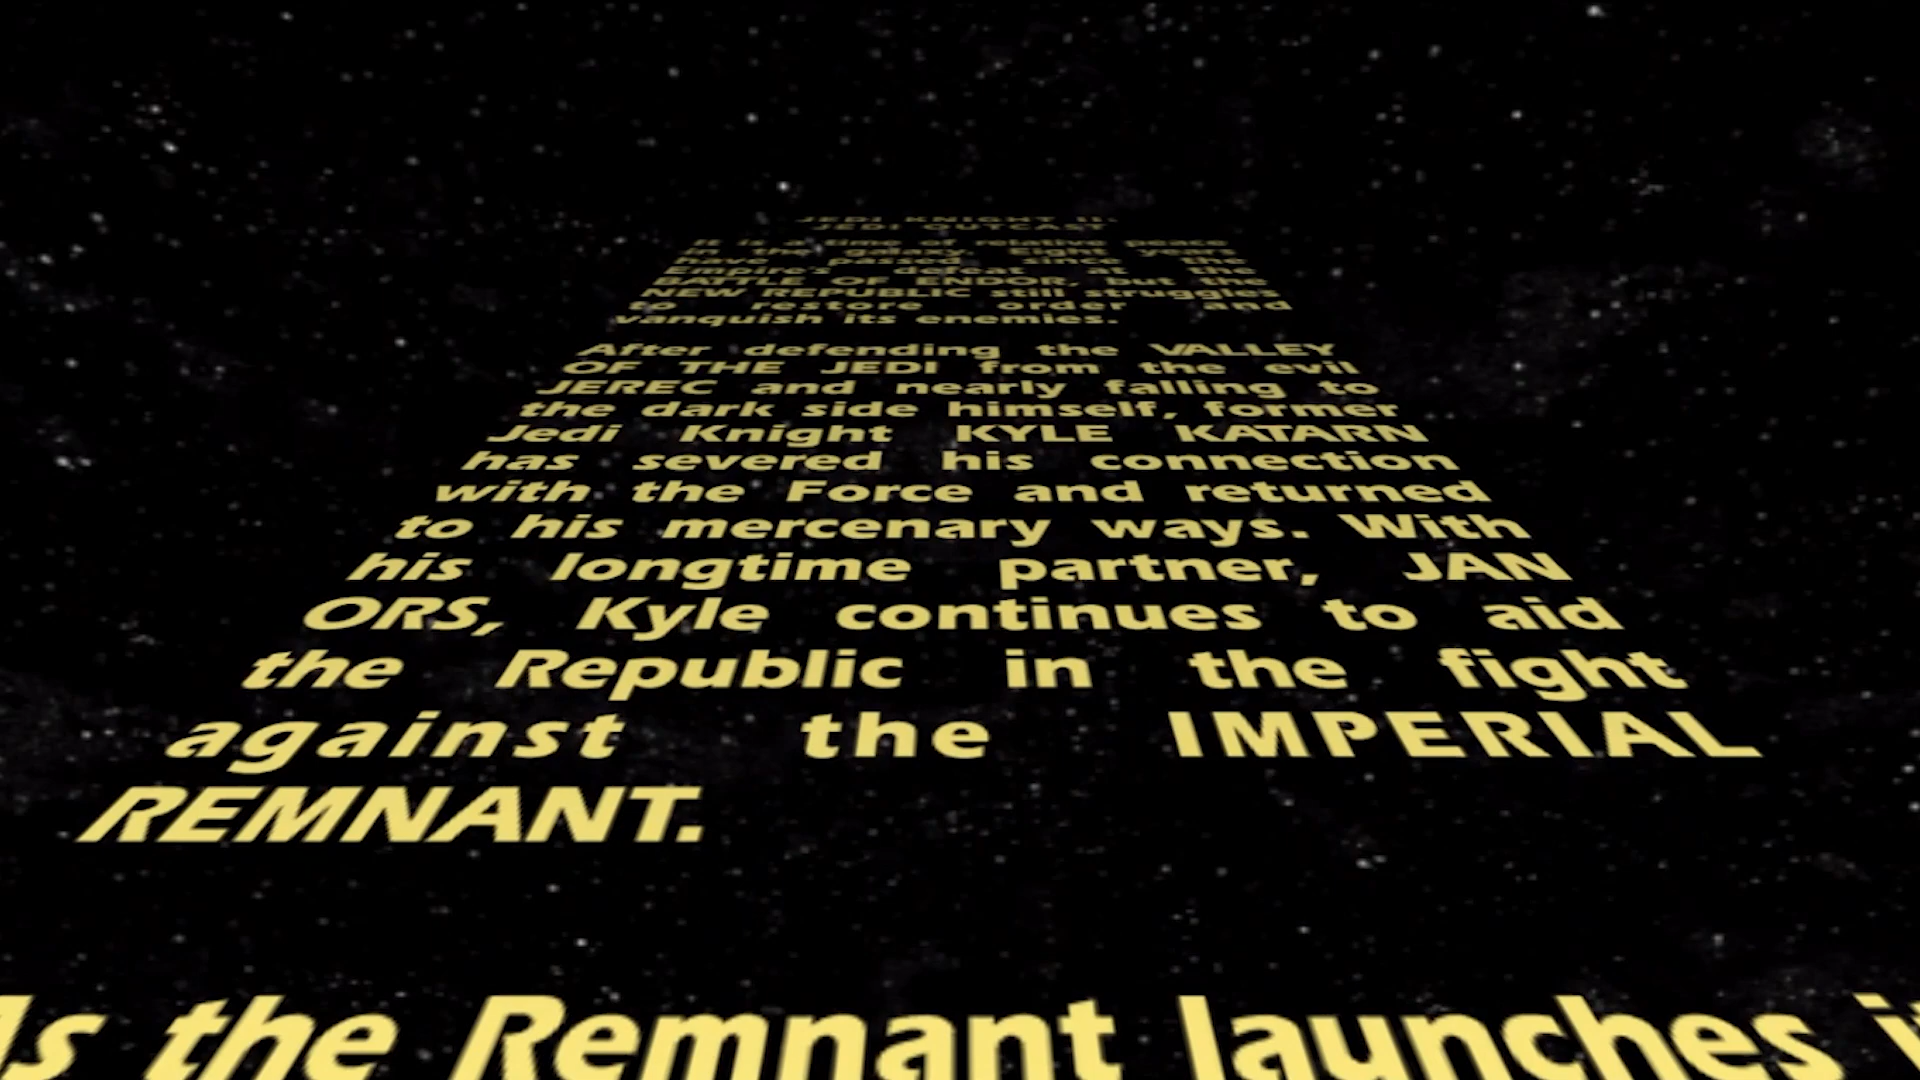 JEDI KNIGHT II:
JEDI OUTCAST
It is a time of relative peace
in the galaxy. Eight years
have passed since the
Empire's defeat at the
BATTLE OF ENDOR, but the
NEW REPUBLIC still struggles
to restore order and
vanquish its enemies.
After defending the VALLEY
OF THE JEDI from the evil
JEREC and nearly falling to
the dark side himself, former
Jedi Knight KYLE KATARN
has severed his connection
with the Force and returned
to his mercenary ways. With
his longtime partner, JAN
ORS, Kyle continues to aid
the Republic in the fight
against the IMPERIAL
REMNANT.
As the Remnant launches